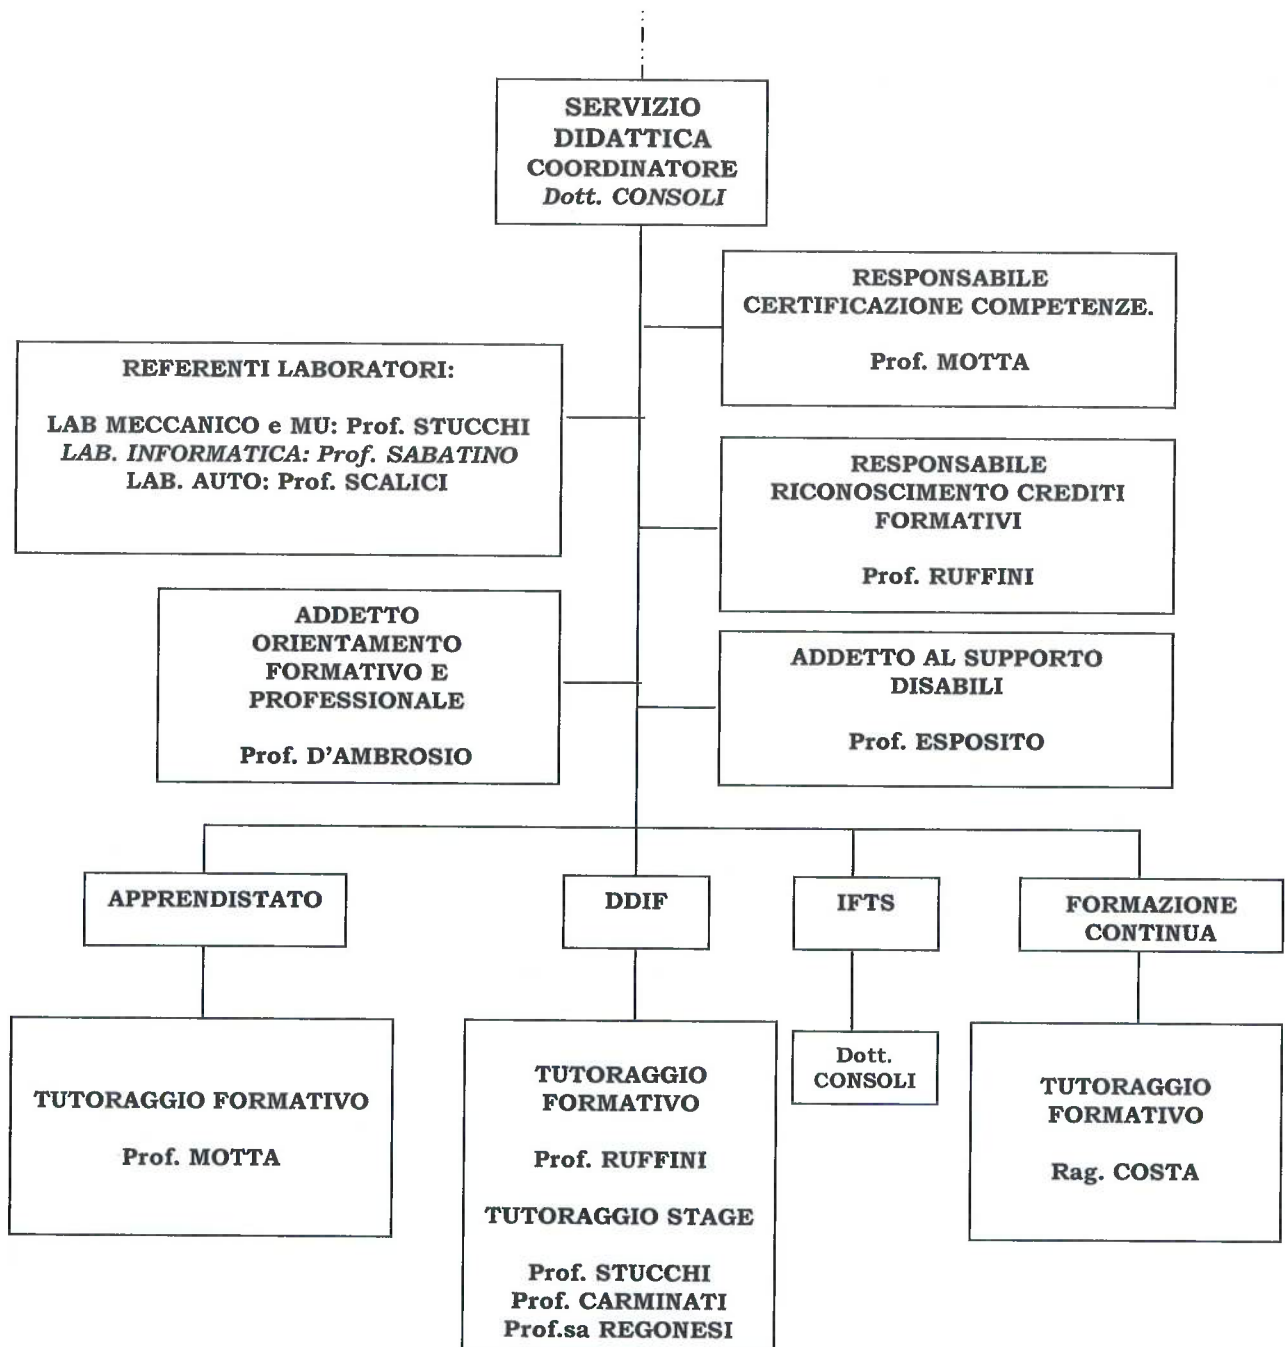 SERVIZIO
DIDATTICA
COORDINATORE
Dott. CONSOLI
RESPONSABILE
CERTIFICAZIONE COMPETENZE.
Prof. MOTTA
REFERENTI LABORATORI:
LAB MECCANICO e MU: Prof. STUCCHI
LAB. INFORMATICA: Prof. SABATINO
LAB. AUTO: Prof. SCALICI
RESPONSABILE
RICONOSCIMENTO CREDITI
FORMATIVI
Prof. RUFFINI
ADDETTO
ORIENTAMENTO
FORMATIVO E
PROFESSIONALE
Prof. D'AMBROSIO
ADDETTO AL SUPPORTO
DISABILI
Prof. ESPOSITO
APPRENDISTATO
DDIF
IFTS
FORMAZIONE
CONTINUA
TUTORAGGIO FORMATIVO
Prof. MOTTA
TUTORAGGIO
FORMATIVO
Prof. RUFFINI
TUTORAGGIO STAGE
Prof. STUCCHI
Prof. CARMINATI
Prof.sa REGONESI
Dott.
CONSOLI
TUTORAGGIO
FORMATIVO
Rag. COSTA